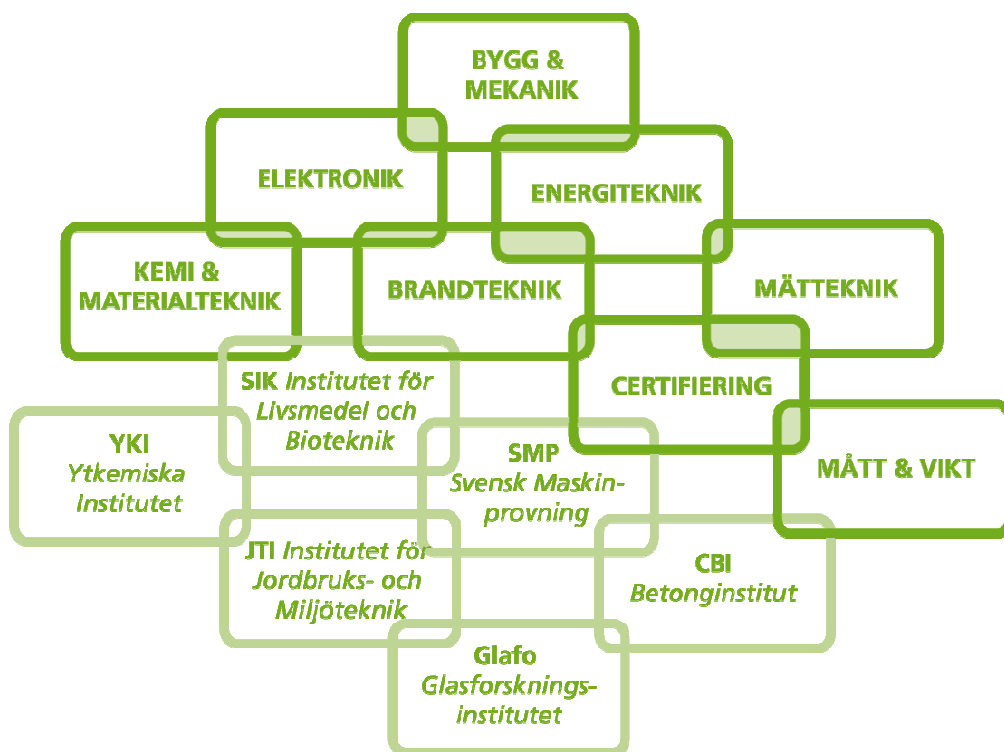 BYGG &
MEKANIK
ELEKTRONIK
ENERGITEKNIK
KEMI &
MATERIALTEKNIK
BRANDTEKNIK
MÄTTEKNIK
CERTIFIERING
SIK Institutet för
Livsmedel och
Bioteknik
YKI
Ytkemiska
Institutet
SMP
Svensk Maskin-
provning
MÅTT & VIKT
JTI Institutet för
Jordbruks- och
Miljöteknik
CBI
Betonginstitut
Glafo
Glasforsknings-
institutet